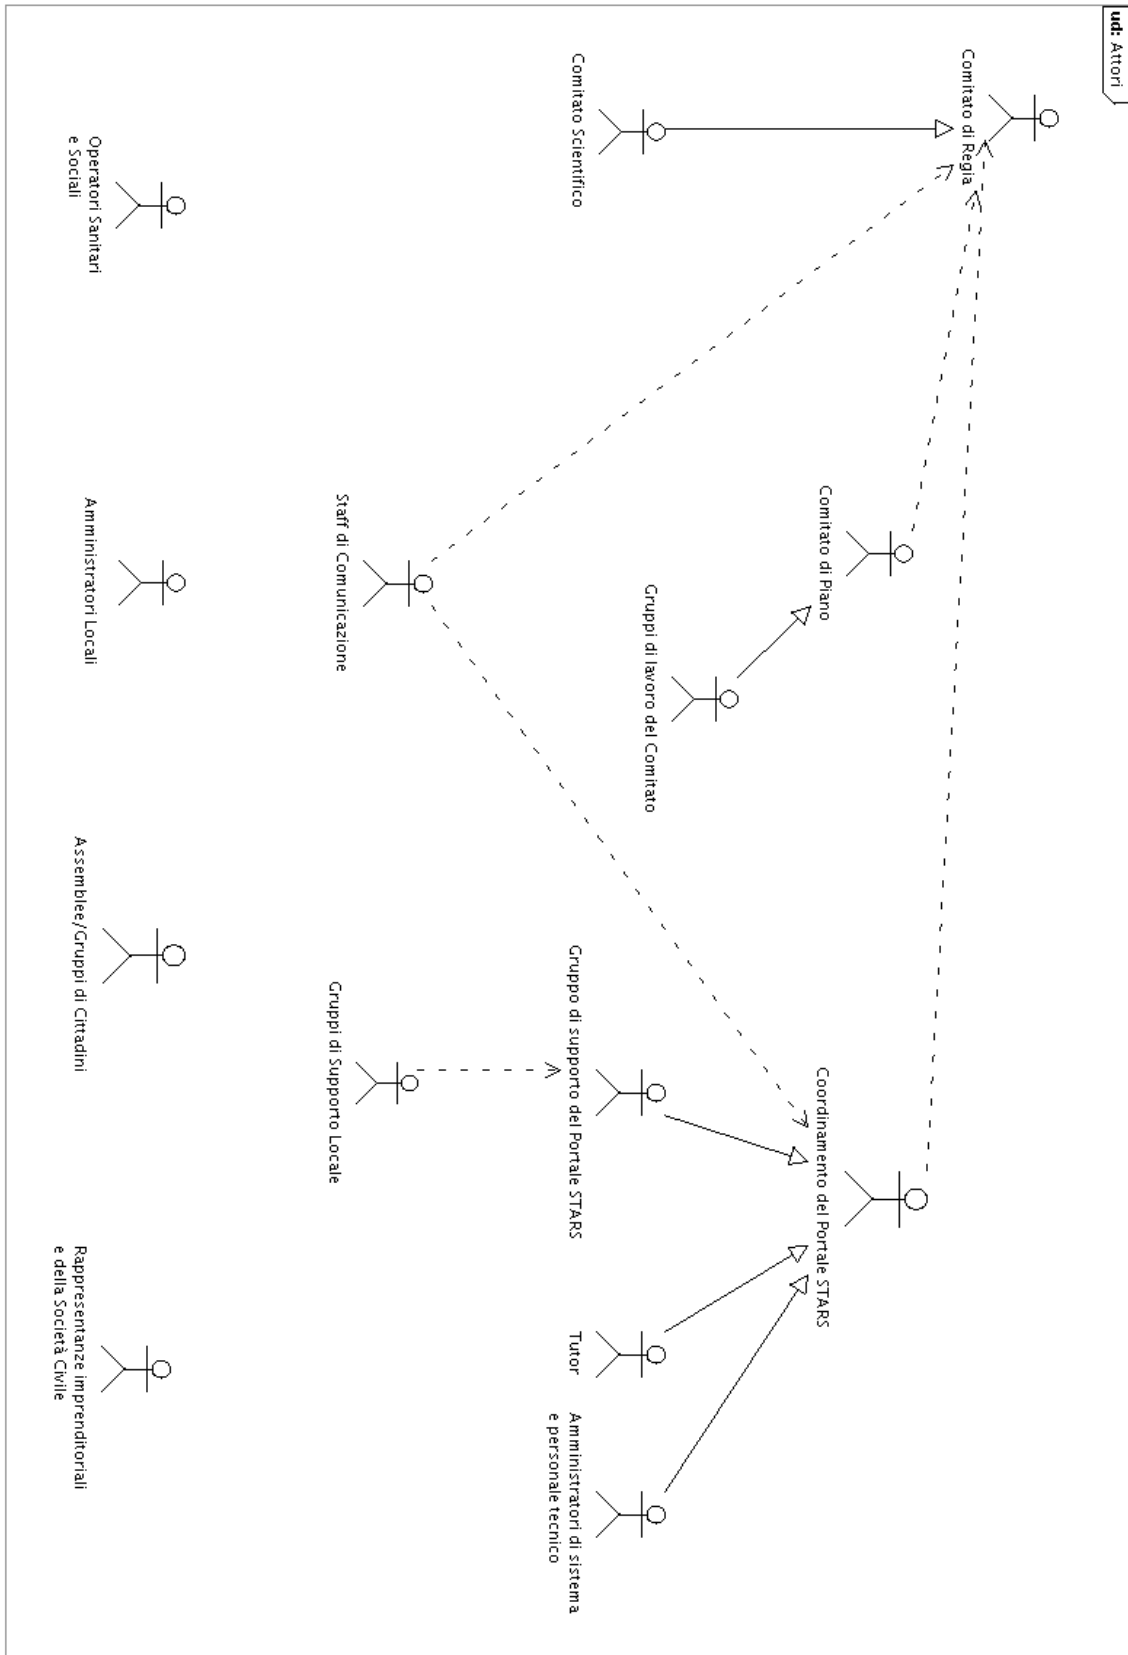 ud: Attori
Comitato di Regia
Comitato di Piano
Coordinamento del Portale STARS
Gruppi di lavoro del Comitato
Comitato Scientifico
Gruppo di supporto del Portale STARS
Tutor
Amministratori di sistema
e personale tecnico
Staff di Comunicazione
Gruppi di Supporto Locale
Operatori Sanitari
e Sociali
Amministratori Locali
Assemblee/Gruppi di Cittadini
Rappresentanze imprenditoriali
e della Società Civile